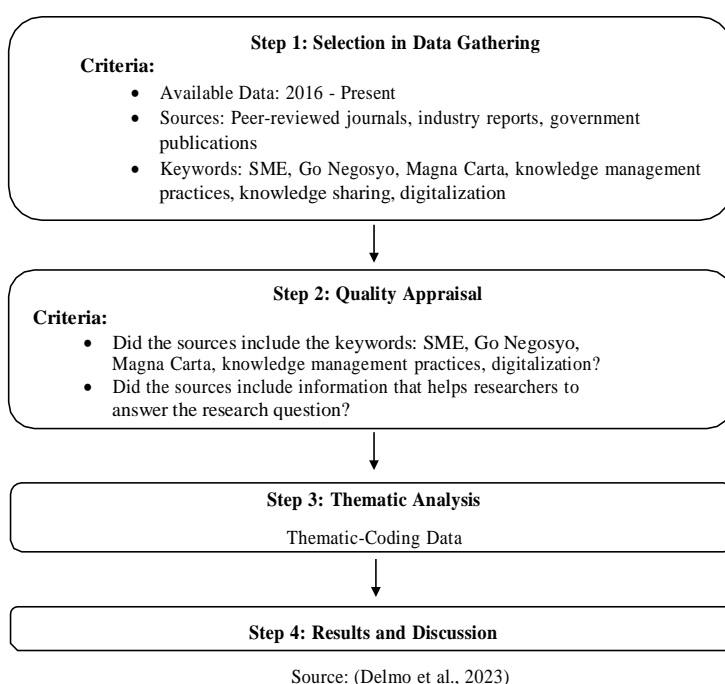 Step 1: Selection in Data Gathering
Criteria:
• Available Data: 2016 - Present
• Sources: Peer-reviewed journals, industry reports, government
publications
• Keywords: SME, Go Negosyo, Magna Carta, knowledge management
practices, knowledge sharing, digitalization
Step 2: Quality Appraisal
Criteria:
• Did the sources include the keywords: SME, Go Negosyo,
Magna Carta, knowledge management practices, digitalization?
• Did the sources include information that helps researchers to
answer the research question?
Step 3: Thematic Analysis
Thematic-Coding Data
Step 4: Results and Discussion
Source: (Delmo et al., 2023)